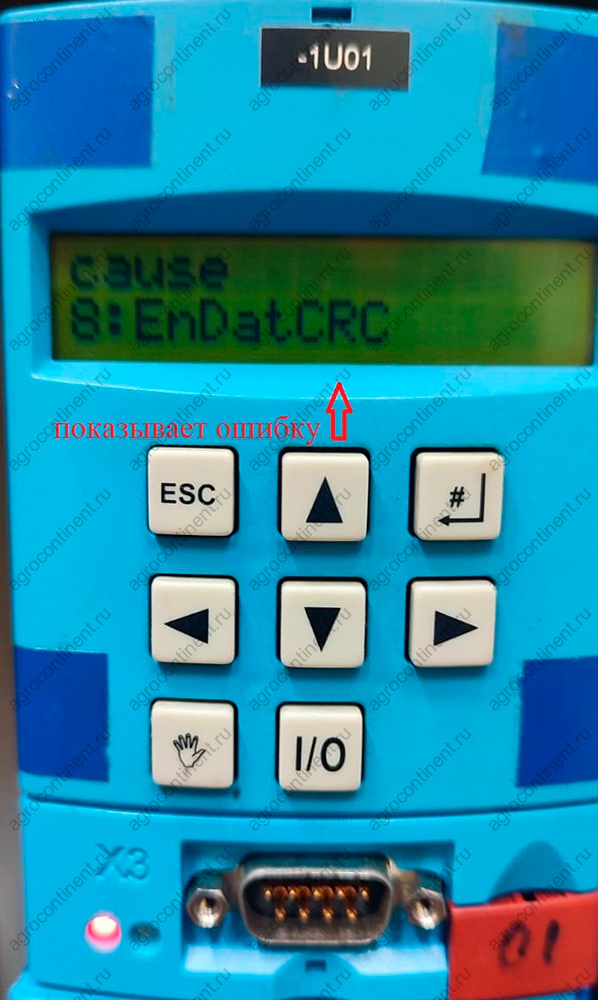 -1U01
cause
8:EnDatCRC
показывает ошибку
ESC
#
I/O
X3
01
agrocontinent.ru